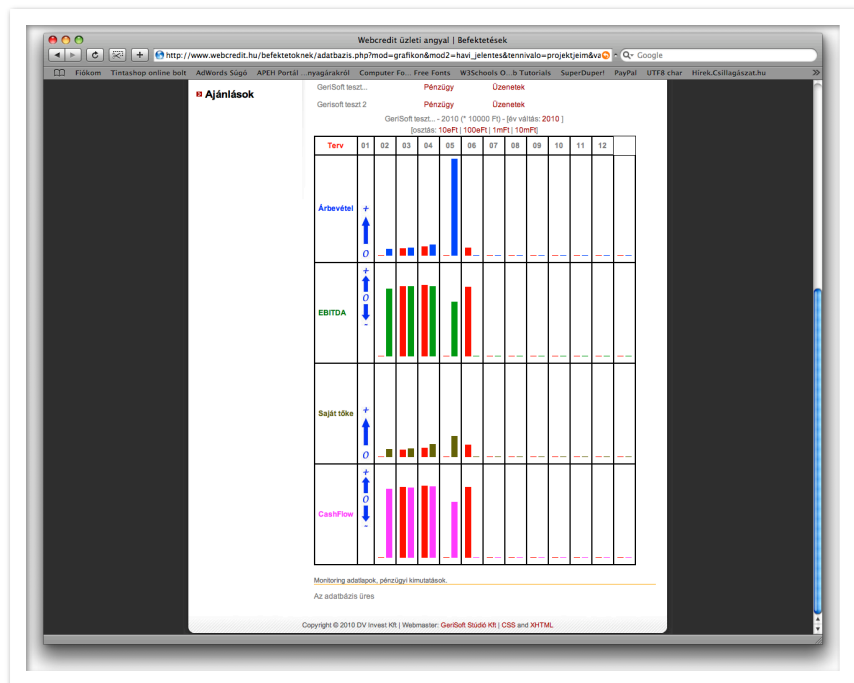 Webcredit üzleti angyal | Befektetések
http://www.webcredit.hu/befektetoknek/adatbazis.php?mod=grafikon&mod2=havi_jelentes&tennivalo=projektjeim&va
Google
Fiókom Tintashop online bolt AdWords Súgó APEH Portál ...nyagárakról Computer Fo... Free Fonts W3Schools O...b Tutorials SuperDuper! PayPal UTF8 char Hírek.Csillagászat.hu
Ajánlások
GeriSoft teszt... Pénzügy Üzenetek
Gerisoft teszt 2 Pénzügy Üzenetek
GeriSoft teszt... - 2010 (* 10000 Ft) - [év váltás: 2010 ]
[osztás: 10eFt | 100eFt | 1mFt | 10mFt]
Terv 01 02 03 04 05 06 07 08 09 10 11 12
+
Árbevétel
0
+
0
EBITDA
-
+
Saját tőke
0
+
0
CashFlow
-
Monitoring adatlapok, pénzügyi kimutatások.
Az adatbázis üres
Copyright © 2010 DV Invest Kft | Webmaster: GeriSoft Stúdió Kft | CSS and XHTML